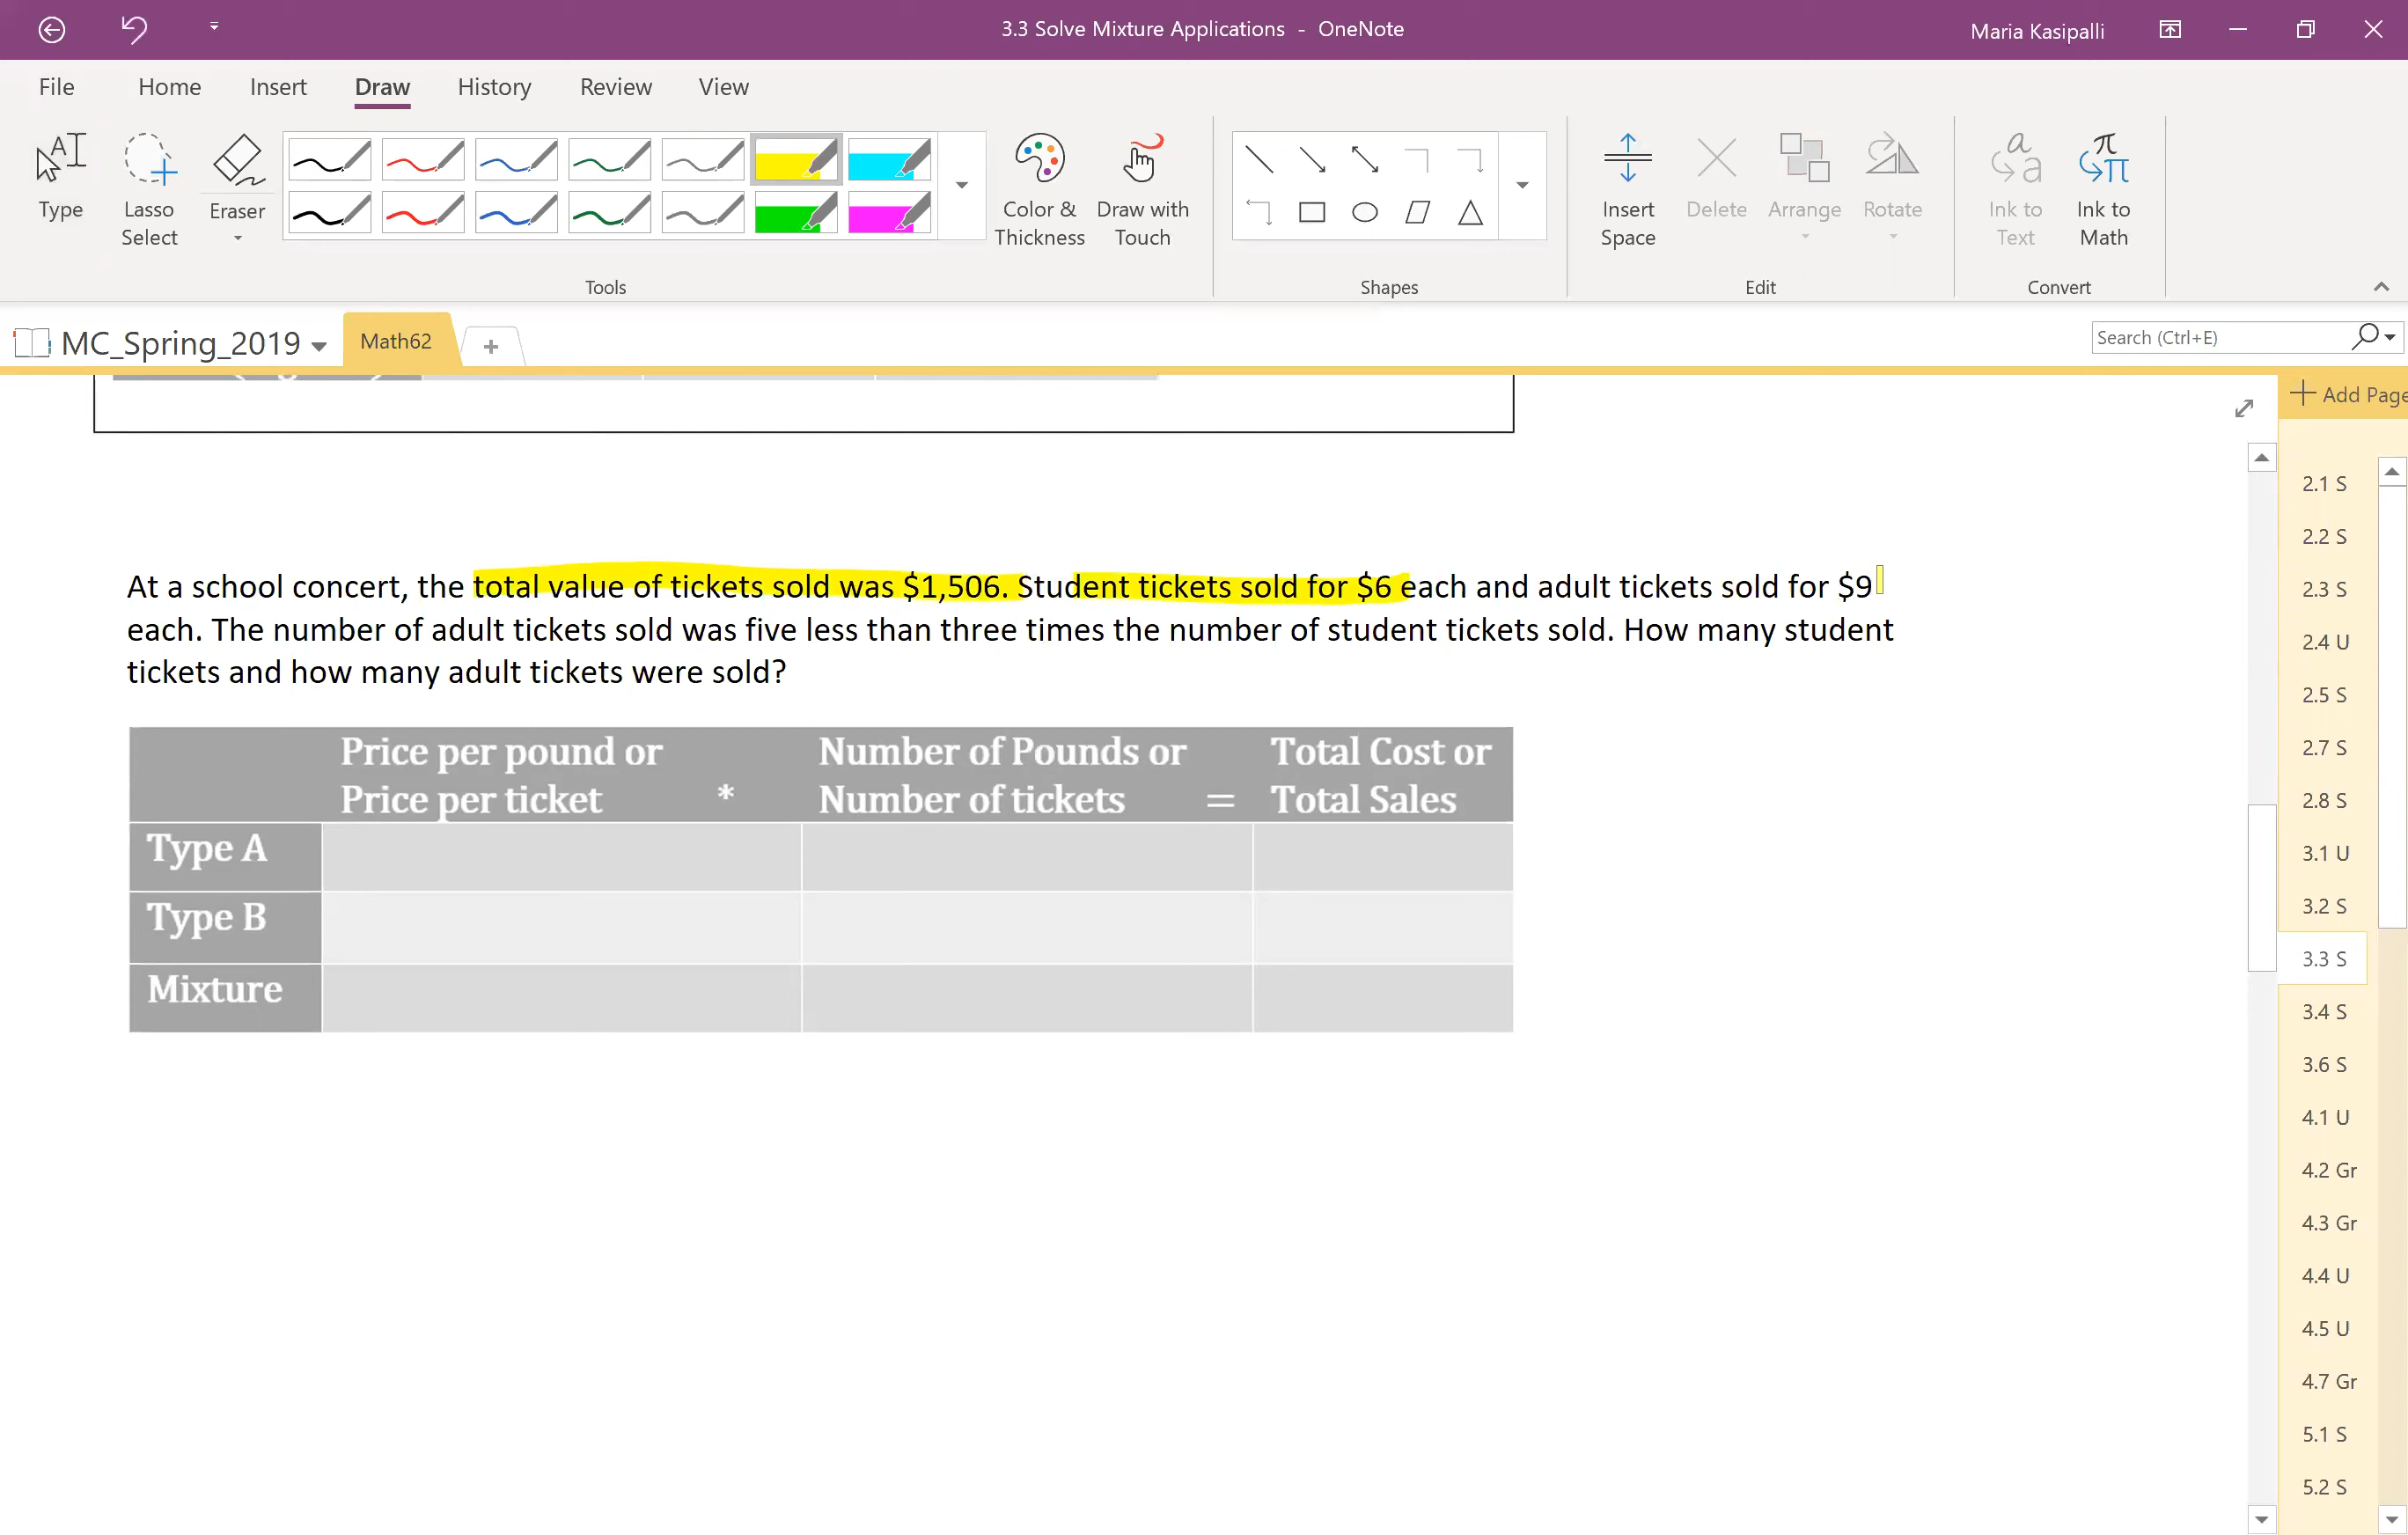 3.3 Solve Mixture Applications - OneNote
Maria Kasipalli
File Home Insert Draw History Review View
Type
Lasso Select
Eraser
Color & Thickness
Draw with Touch
Insert Space
Delete
Arrange
Rotate
Ink to Text
Ink to Math
Tools
Shapes
Edit
Convert
MC_Spring_2019
Math62
Search (Ctrl+E)
Add Page
At a school concert, the total value of tickets sold was $1,506. Student tickets sold for $6 each and adult tickets sold for $9
each. The number of adult tickets sold was five less than three times the number of student tickets sold. How many student
tickets and how many adult tickets were sold?
Price per pound or Number of Pounds or Total Cost or
Price per ticket * Number of tickets = Total Sales
Type A
Type B
Mixture
2.1 S
2.2 S
2.3 S
2.4 U
2.5 S
2.7 S
2.8 S
3.1 U
3.2 S
3.3 S
3.4 S
3.6 S
4.1 U
4.2 Gr
4.3 Gr
4.4 U
4.5 U
4.7 Gr
5.1 S
5.2 S